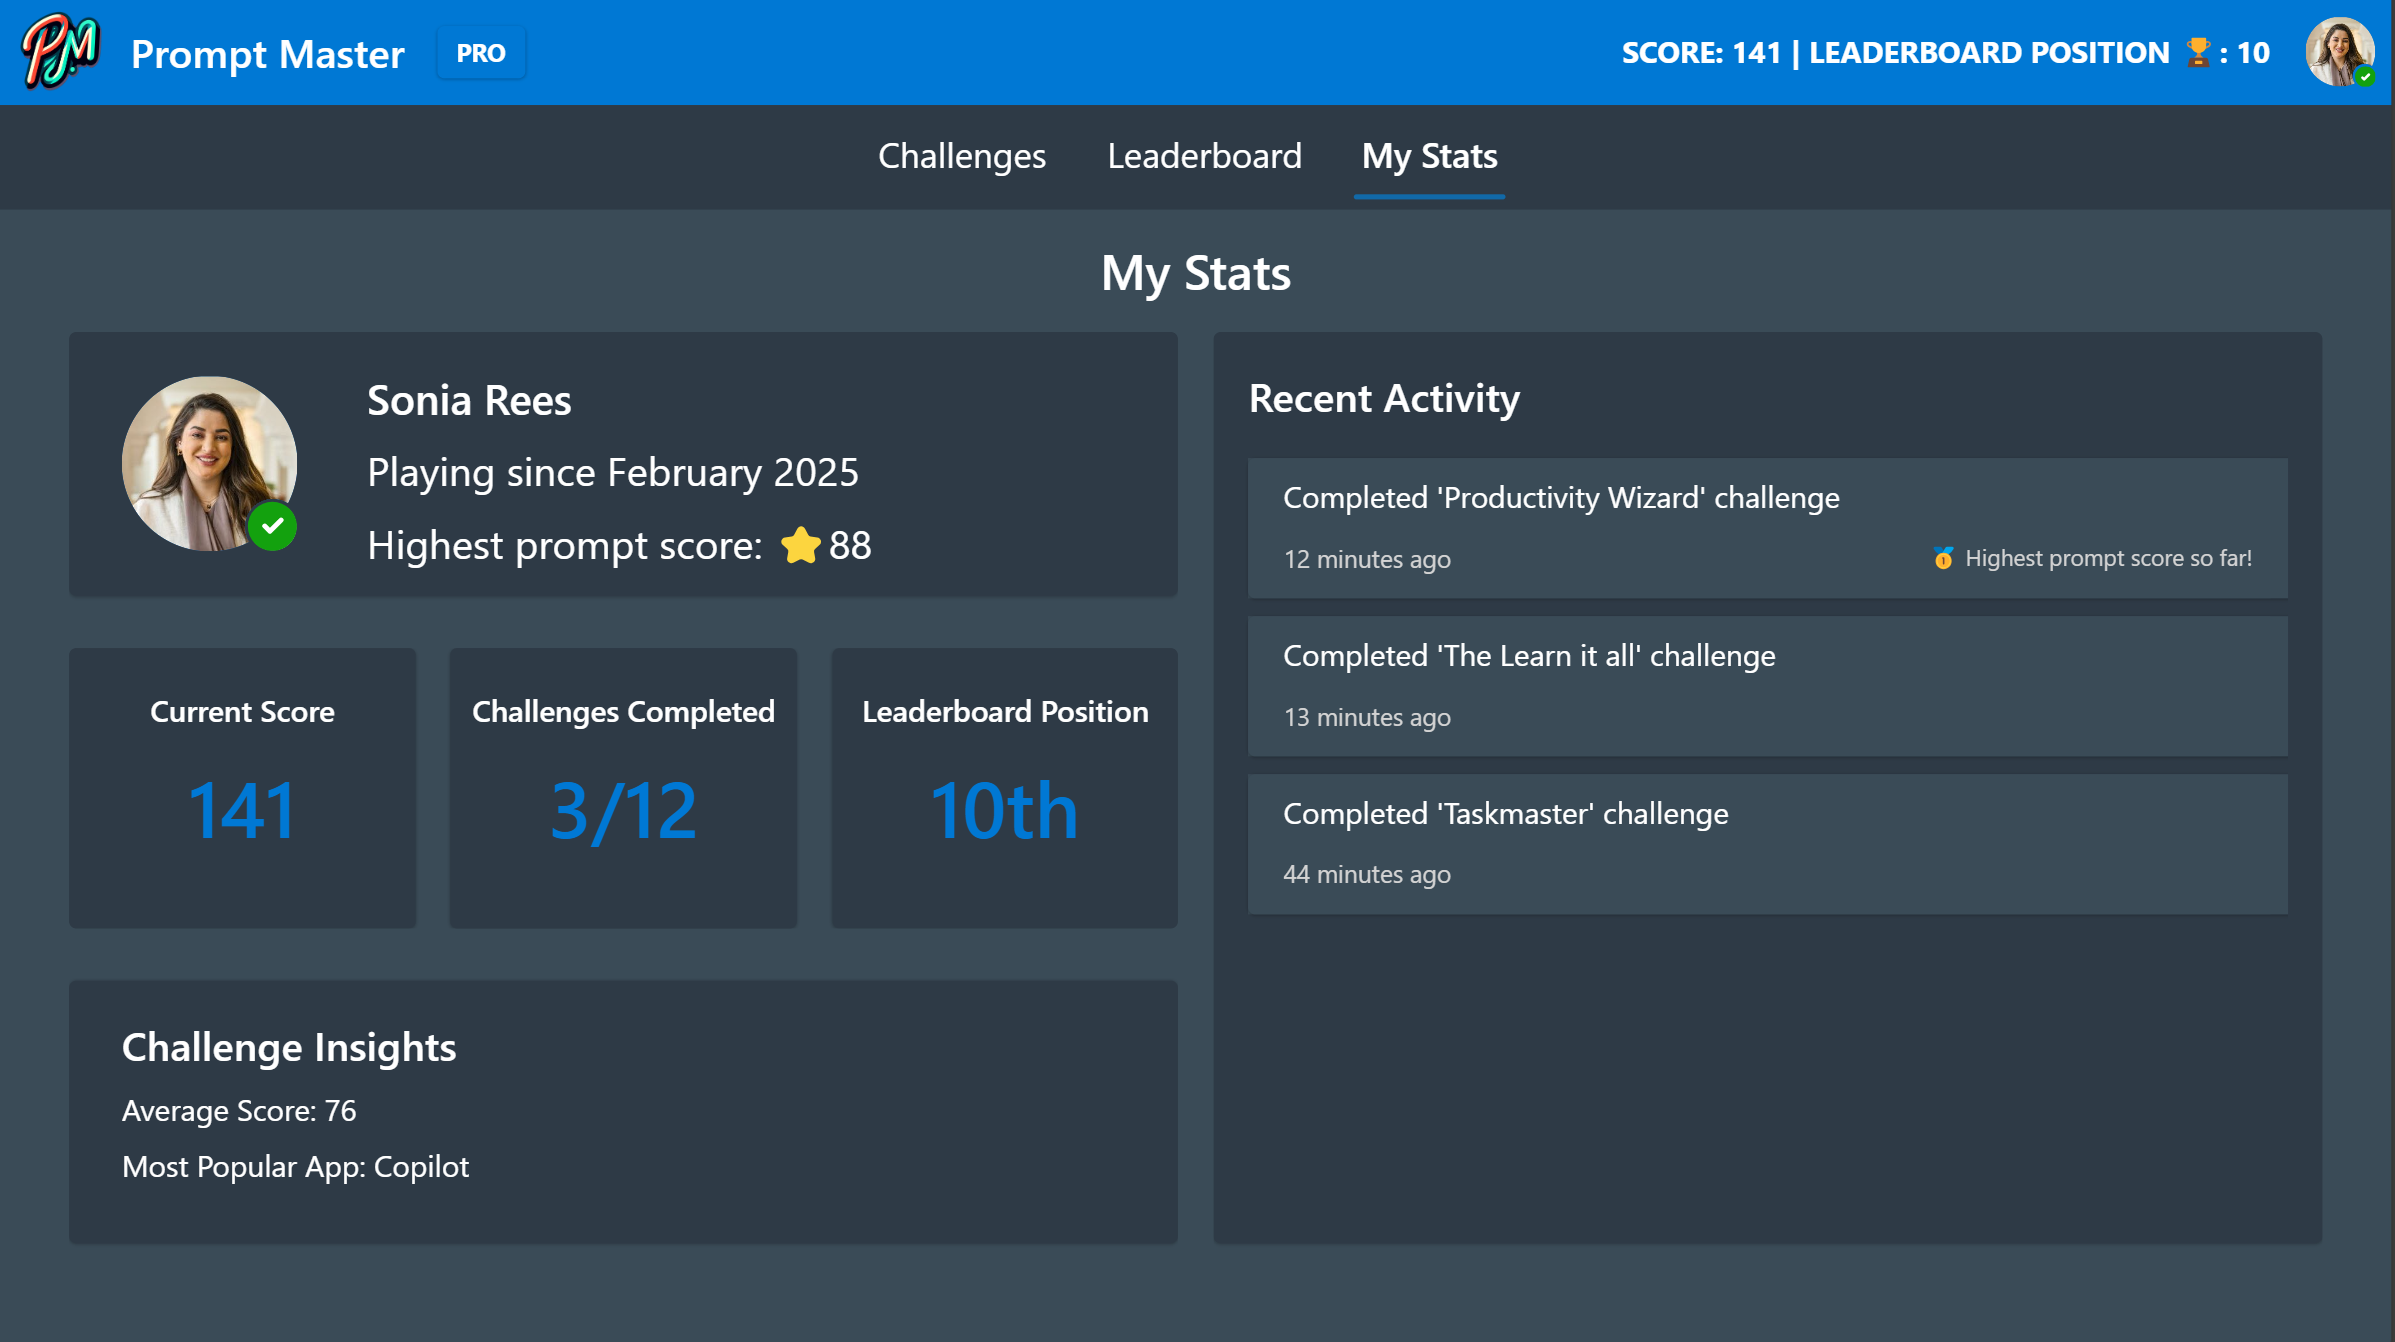 PM
Prompt Master
PRO
SCORE: 141 | LEADERBOARD POSITION 🏆 : 10
Challenges
Leaderboard
My Stats
My Stats
Sonia Rees
Playing since February 2025
Highest prompt score: ⭐ 88
Current Score
141
Challenges Completed
3/12
Leaderboard Position
10th
Challenge Insights
Average Score: 76
Most Popular App: Copilot
Recent Activity
Completed 'Productivity Wizard' challenge
12 minutes ago
🥇 Highest prompt score so far!
Completed 'The Learn it all' challenge
13 minutes ago
Completed 'Taskmaster' challenge
44 minutes ago